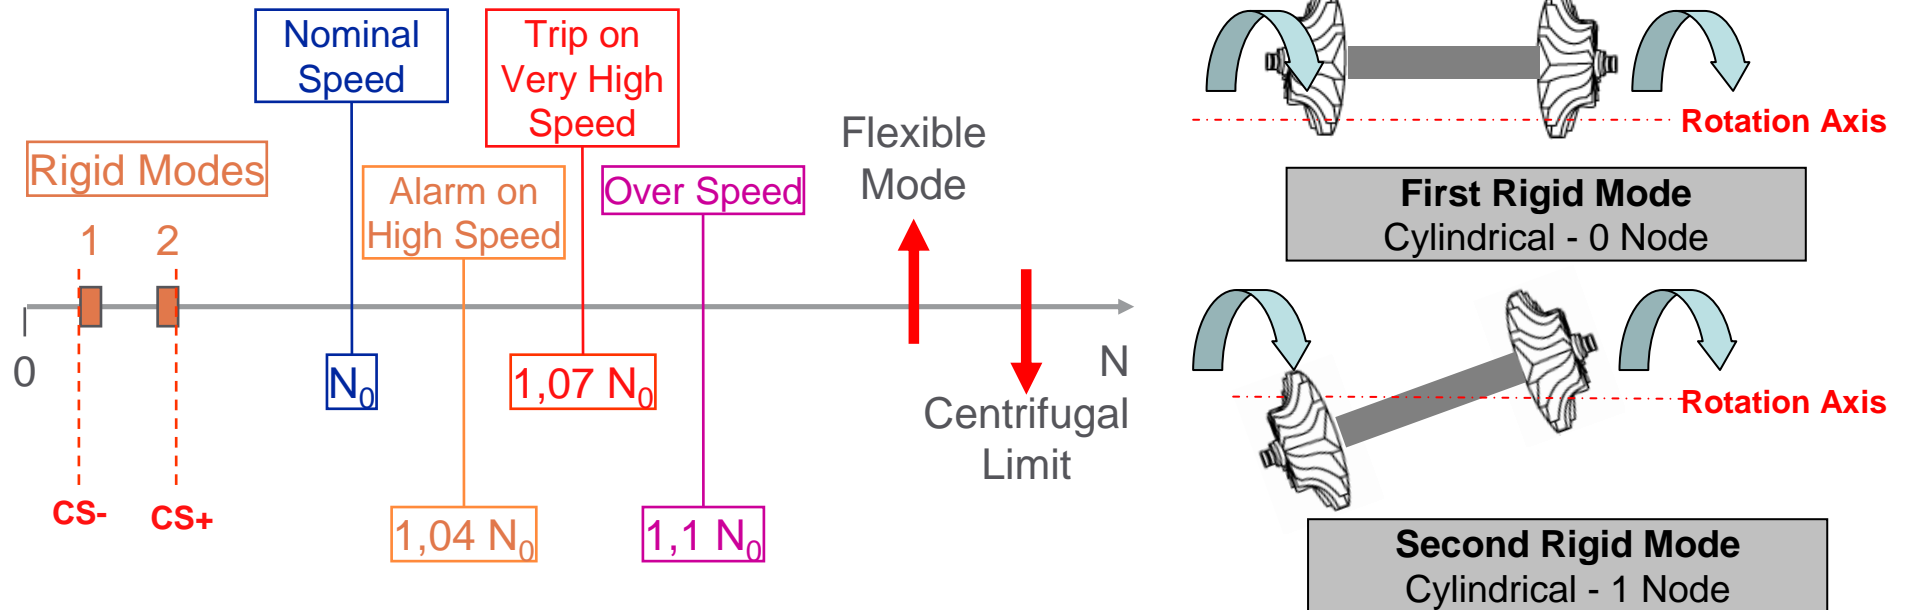 Nominal
Speed
Trip on
Very High
Speed
Rigid Modes
Alarm on
High Speed
Over Speed
Flexible
Mode
1
2
0
N
CS-
CS+
N₀
1,07 N₀
1,04 N₀
1,1 N₀
Centrifugal
Limit
Rotation Axis
First Rigid Mode
Cylindrical - 0 Node
Rotation Axis
Second Rigid Mode
Cylindrical - 1 Node